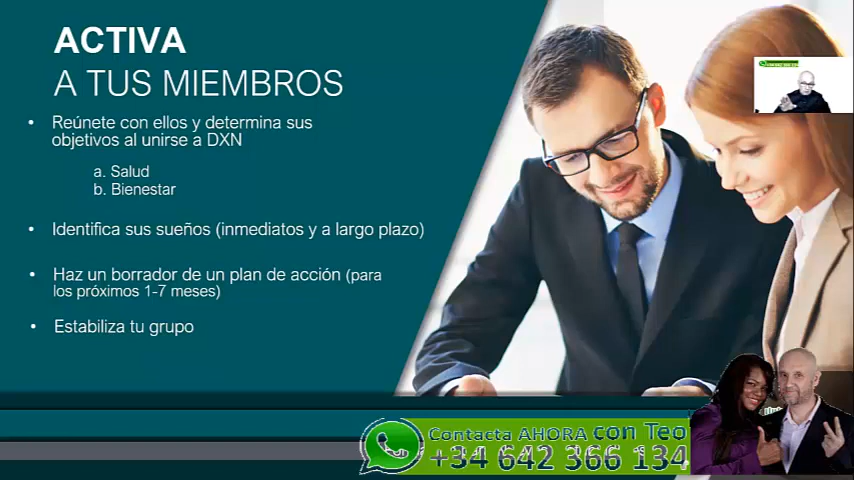 ACTIVA
A TUS MIEMBROS
• Reúnete con ellos y determina sus
objetivos al unirse a DXN
a. Salud
b. Bienestar
• Identifica sus sueños (inmediatos y a largo plazo)
• Haz un borrador de un plan de acción (para
los próximos 1-7 meses)
• Estabiliza tu grupo
Contacta AHORA con Teo
+34 642 366 134